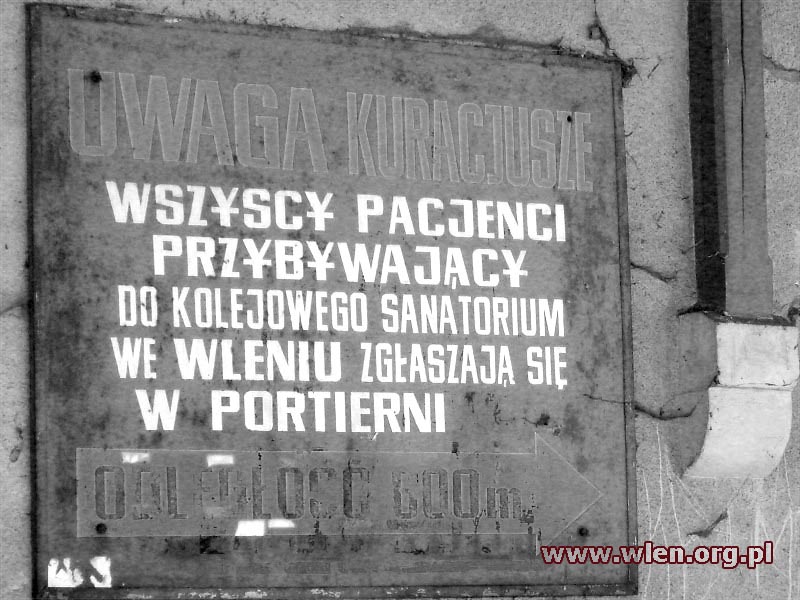 UWAGA KURACJUSZE
WSZYSCY PACJENCI
PRZYBYWAJĄCY
DO KOLEJOWEGO SANATORIUM
WE WLENIU ZGŁASZAJĄ SIĘ
W PORTIERNI
ODLEGŁOŚĆ 600 m
www.wlen.org.pl